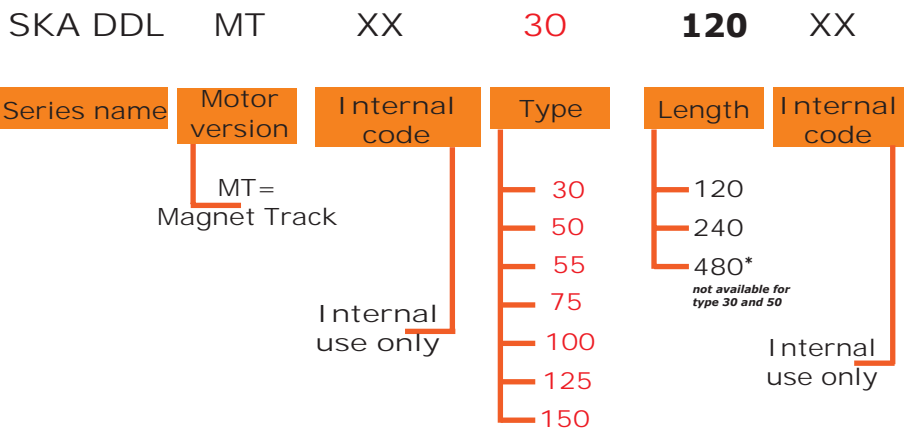 SKA DDL MT XX 30 120 XX
Series name
Motor
version
Internal
code
Type
Length
Internal
code
MT=
Magnet Track
Internal
use only
30
50
55
75
100
125
150
120
240
480*
not available for
type 30 and 50
Internal
use only